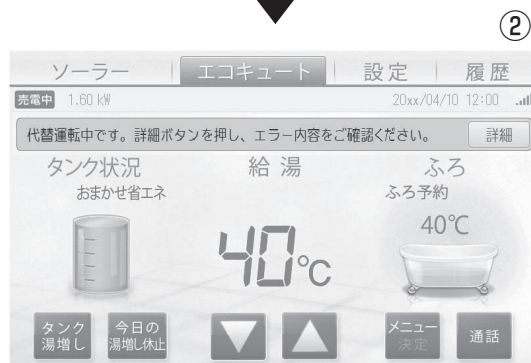 ②
ソーラー エコキュート 設定 履歴
売電中 1.60 kW 20xx/04/10 12:00
代替運転中です。詳細ボタンを押し、エラー内容をご確認ください。 詳細
タンク状況 給湯 ふろ
おまかせ省エネ ふろ予約
40℃
40℃
タンク 今日の メニュー 通話
湯増し 湯増し休止 決定